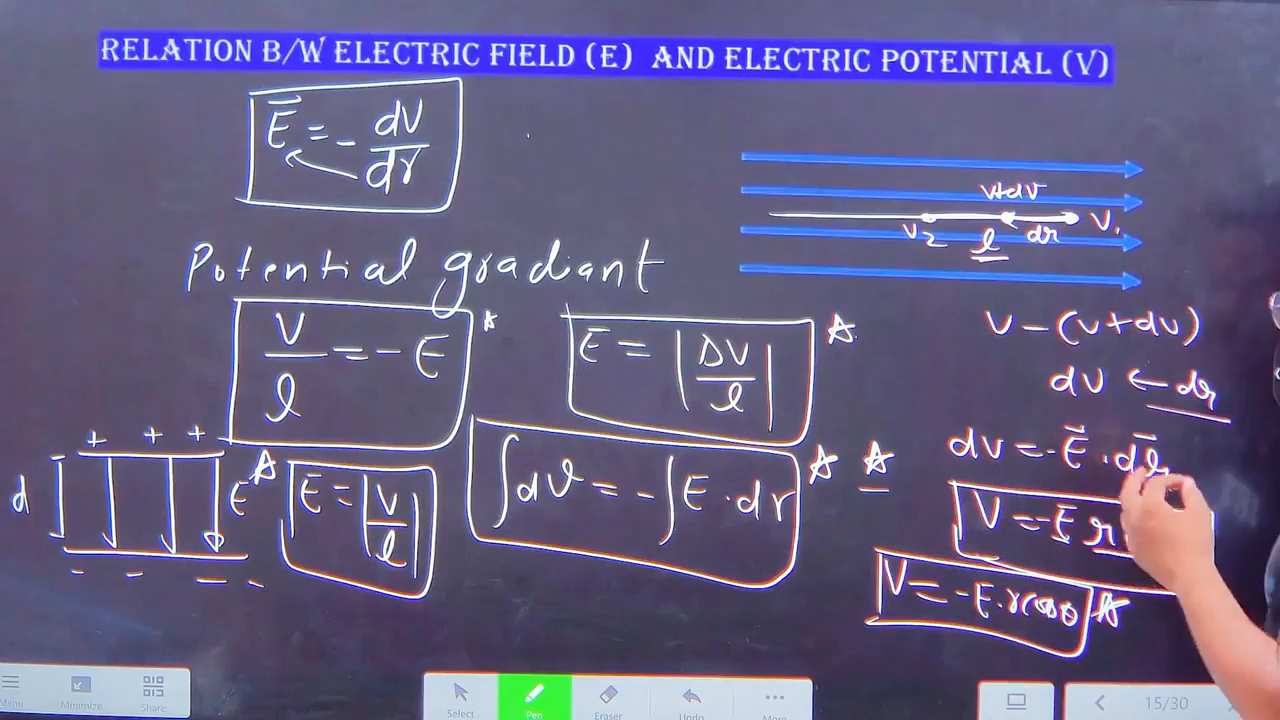 RELATION B/W ELECTRIC FIELD (E) AND ELECTRIC POTENTIAL (V)
E⃗ = - dV/dr
V+dV
V₁
V₂ l dr
Potential gradiant
V/l = - E
E = |ΔV/l|
V - (V+dV)
dV ← dr
dV = - E⃗ . dr⃗
+ + +
d E
E = |V/l|
∫dV = - ∫E . dr
V = - E r
V = - E . r cosθ
- - - -
Menu Minimize Share Select Pen Eraser Undo More 15/30